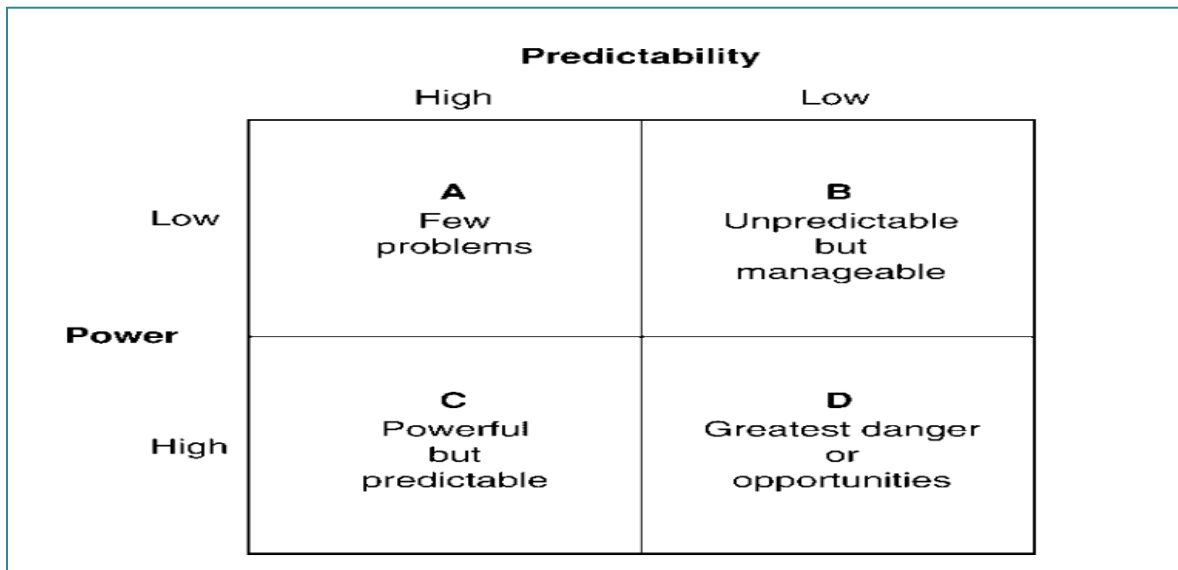 Predictability
High
Low
Low
A
Few
problems
B
Unpredictable
but
manageable
Power
High
C
Powerful
but
predictable
D
Greatest danger
or
opportunities